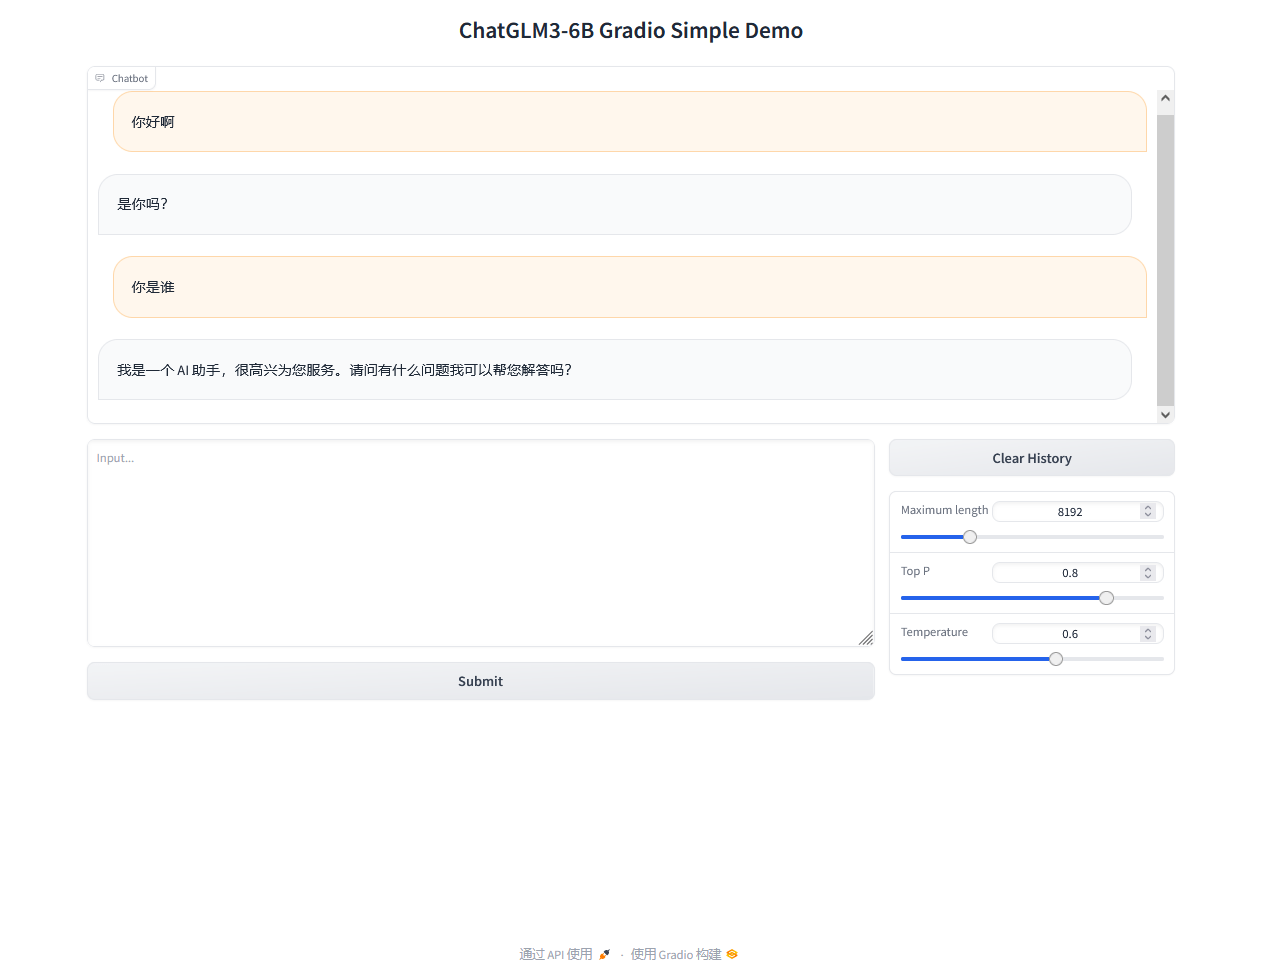 ChatGLM3-6B Gradio Simple Demo
Chatbot
你好啊
是你吗？
你是谁
我是一个 AI 助手，很高兴为您服务。请问有什么问题我可以帮您解答吗？
Input...
Clear History
Maximum length 8192
Top P 0.8
Temperature 0.6
Submit
通过 API 使用 · 使用 Gradio 构建